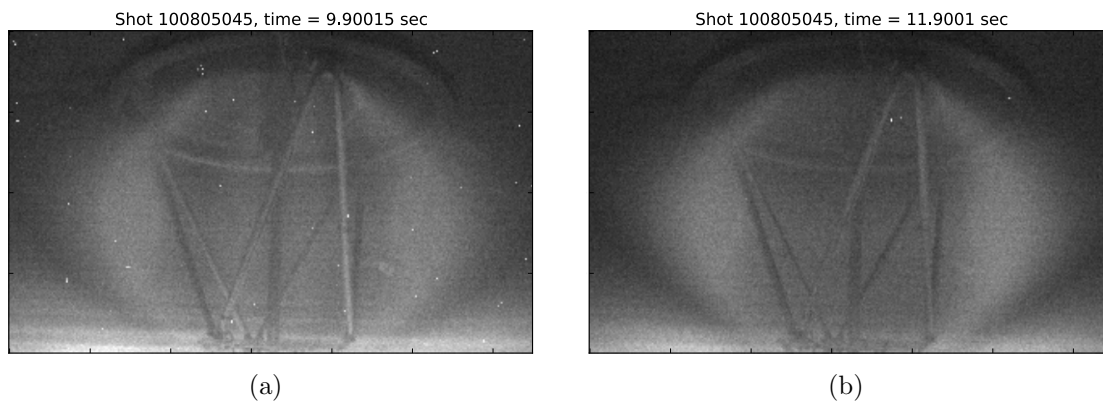 Shot 100805045, time = 9.90015 sec
Shot 100805045, time = 11.9001 sec
(a)
(b)